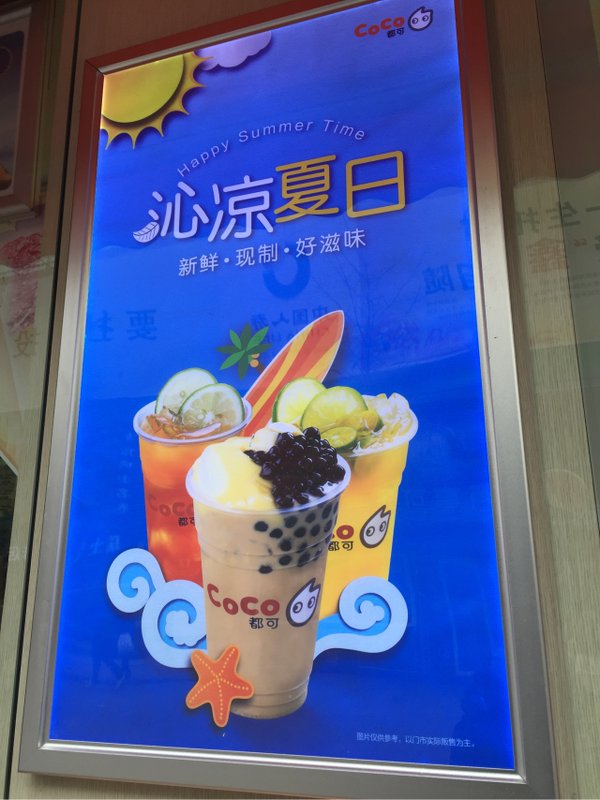 CoCo 都可
Happy Summer Time
沁凉夏日
新鲜·现制·好滋味
CoCo
都可
CoCo
都可
CoCo
都可
图片仅供参考，以门市实际贩售为主。